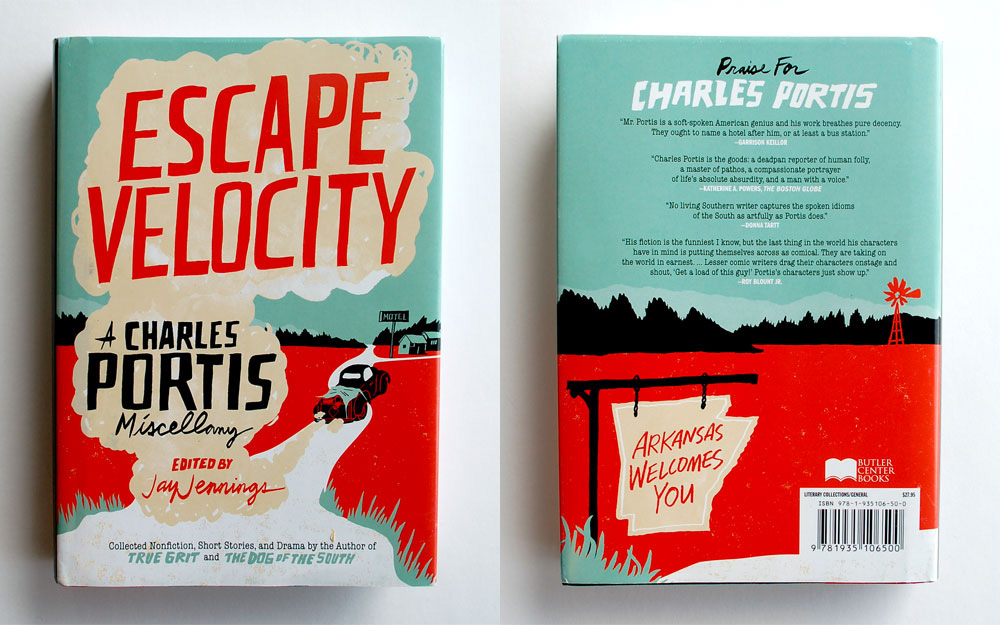 ESCAPE
VELOCITY
A CHARLES
PORTIS
Miscellany
EDITED BY
Jay Jennings
MOTEL
Collected Nonfiction, Short Stories, and Drama by the Author of
TRUE GRIT and THE DOG OF THE SOUTH
Praise For
CHARLES PORTIS
“Mr. Portis is a soft-spoken American genius and his work breathes pure decency.
They ought to name a hotel after him, or at least a bus station.”
—GARRISON KEILLOR
“Charles Portis is the goods: a deadpan reporter of human folly,
a master of pathos, a compassionate portrayer
of life’s absolute absurdity, and a man with a voice.”
—KATHERINE A. POWERS, THE BOSTON GLOBE
“No living Southern writer captures the spoken idioms
of the South as artfully as Portis does.”
—DONNA TARTT
“His fiction is the funniest I know, but the last thing in the world his characters
have in mind is putting themselves across as comical. They are taking on
the world in earnest. ... Lesser comic writers drag their characters onstage and
shout, ‘Get a load of this guy!’ Portis’s characters just show up.”
—ROY BLOUNT JR.
ARKANSAS
WELCOMES
YOU
BUTLER
CENTER
BOOKS
LITERARY COLLECTIONS/GENERAL $27.95
ISBN 978-1-935106-50-0
9 781935 106500